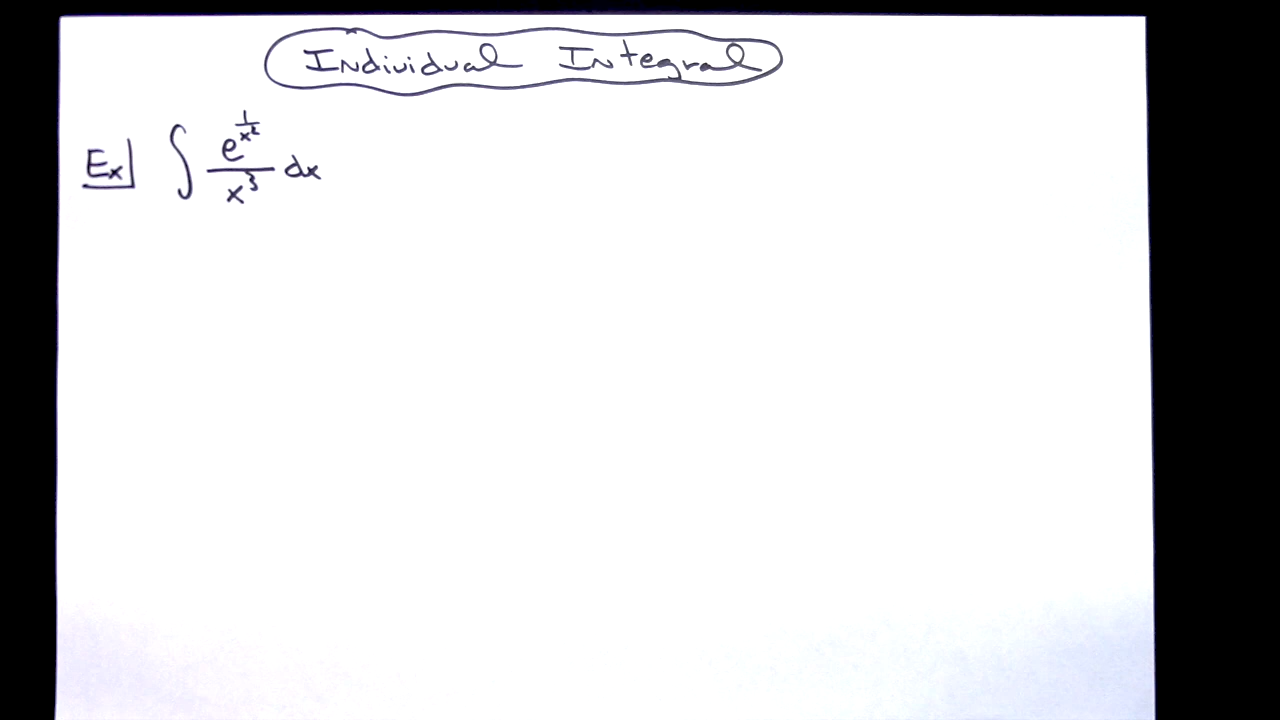 Individual Integral
Ex] ∫ e^(1/x²)/x³ dx